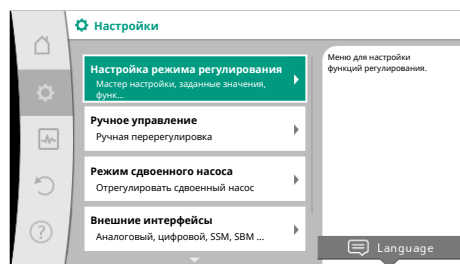 Настройки
Настройка режима регулирования
Мастер настройки, заданные значения,
функ...
Ручное управление
Ручная перерегулировка
Режим сдвоенного насоса
Отрегулировать сдвоенный насос
Внешние интерфейсы
Аналоговый, цифровой, SSM, SBM ...
Меню для настройки
функций регулирования.
Language